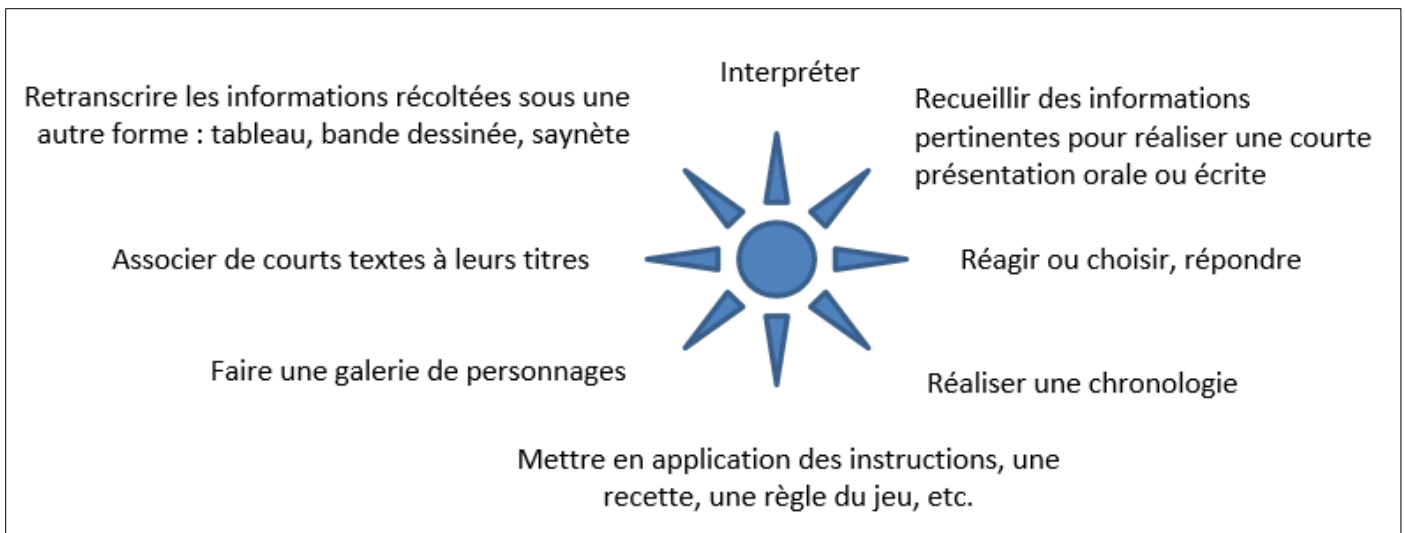 Interpréter
Retranscrire les informations récoltées sous une
autre forme : tableau, bande dessinée, saynète
Recueillir des informations
pertinentes pour réaliser une courte
présentation orale ou écrite
Associer de courts textes à leurs titres
Réagir ou choisir, répondre
Faire une galerie de personnages
Réaliser une chronologie
Mettre en application des instructions, une
recette, une règle du jeu, etc.